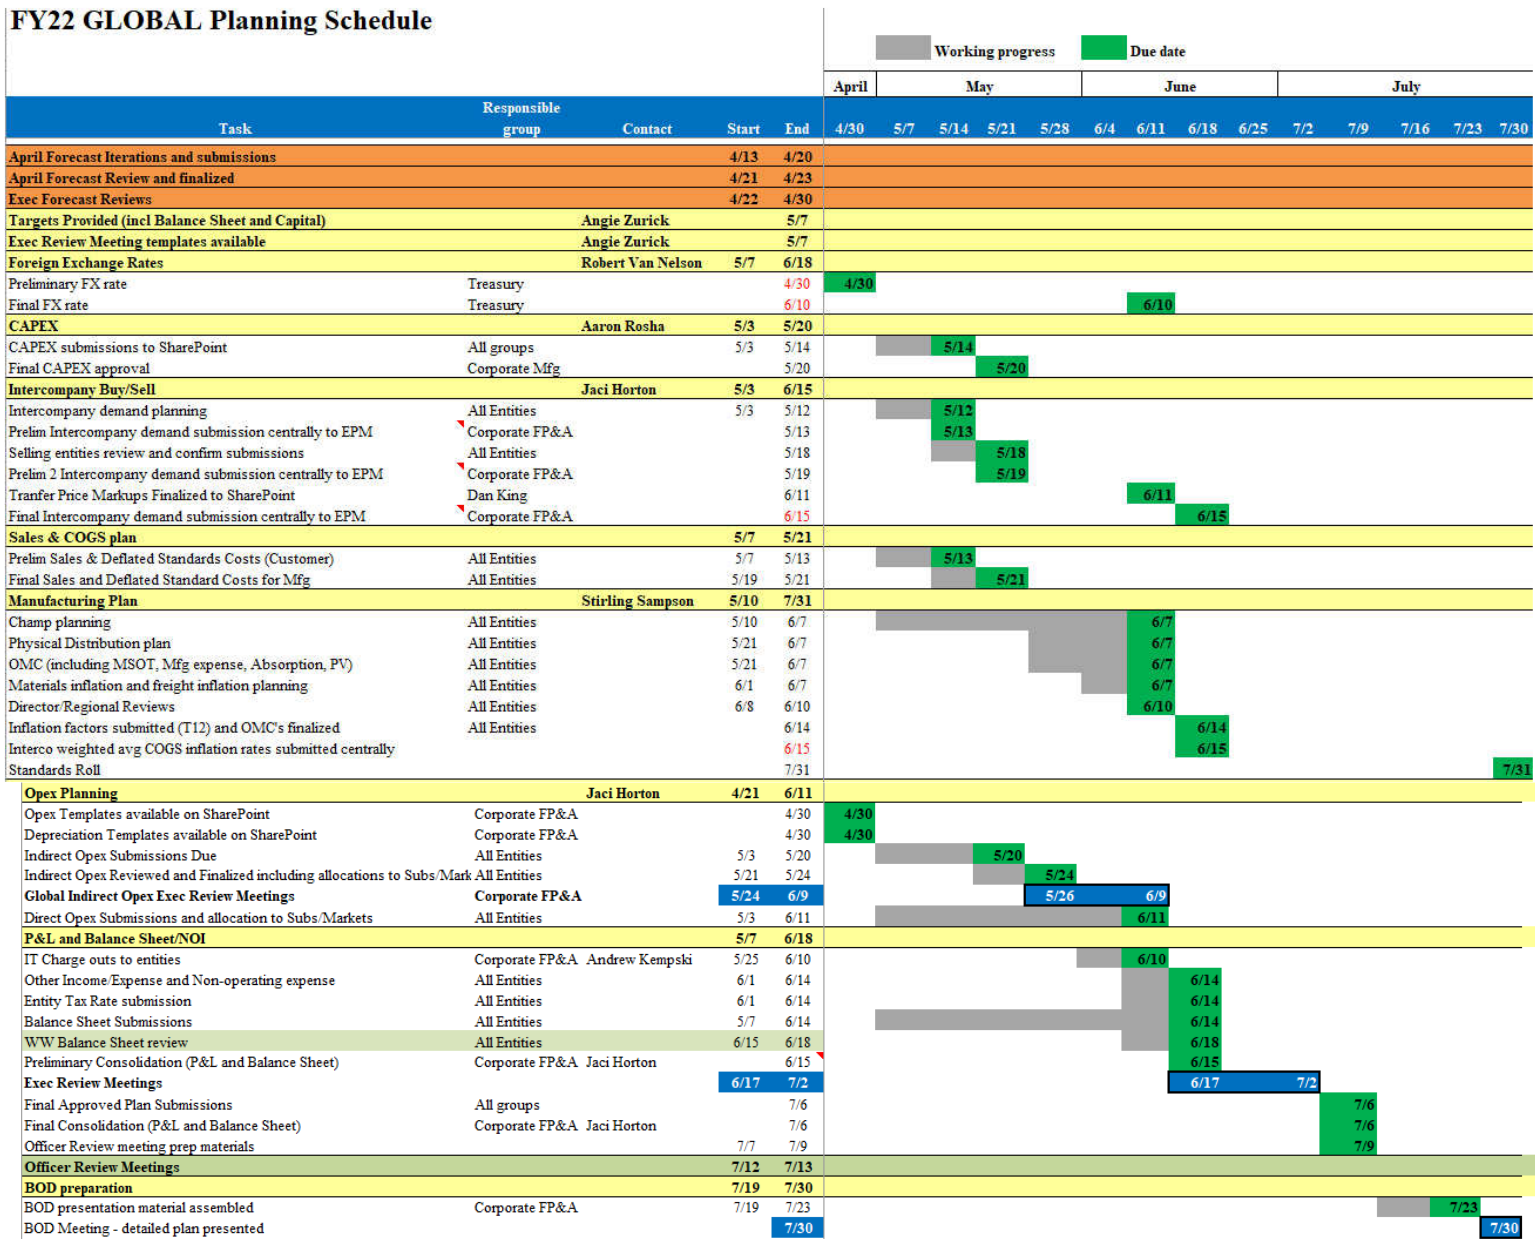 FY22 GLOBAL Planning Schedule
Working progress Due date
April May June July
Responsible
Task group Contact Start End 4/30 5/7 5/14 5/21 5/28 6/4 6/11 6/18 6/25 7/2 7/9 7/16 7/23 7/30
April Forecast Iterations and submissions 4/13 4/20
April Forecast Review and finalized 4/21 4/23
Exec Forecast Reviews 4/22 4/30
Targets Provided (incl Balance Sheet and Capital) Angie Zurick 5/7
Exec Review Meeting templates available Angie Zurick 5/7
Foreign Exchange Rates Robert Van Nelson 5/7 6/18
Preliminary FX rate Treasury 4/30 4/30
Final FX rate Treasury 6/10 6/10
CAPEX Aaron Rosha 5/3 5/20
CAPEX submissions to SharePoint All groups 5/3 5/14 5/14
Final CAPEX approval Corporate Mfg 5/20 5/20
Intercompany Buy/Sell Jaci Horton 5/3 6/15
Intercompany demand planning All Entities 5/3 5/12 5/12
Prelim Intercompany demand submission centrally to EPM Corporate FP&A 5/13 5/13
Selling entities review and confirm submissions All Entities 5/18 5/18
Prelim 2 Intercompany demand submission centrally to EPM Corporate FP&A 5/19 5/19
Tranfer Price Markups Finalized to SharePoint Dan King 6/11 6/11
Final Intercompany demand submission centrally to EPM Corporate FP&A 6/15 6/15
Sales & COGS plan 5/7 5/21
Prelim Sales & Deflated Standards Costs (Customer) All Entities 5/7 5/13 5/13
Final Sales and Deflated Standard Costs for Mfg All Entities 5/19 5/21 5/21
Manufacturing Plan Stirling Sampson 5/10 7/31
Champ planning All Entities 5/10 6/7 6/7
Physical Distribution plan All Entities 5/21 6/7 6/7
OMC (including MSOT, Mfg expense, Absorption, PV) All Entities 5/21 6/7 6/7
Materials inflation and freight inflation planning All Entities 6/1 6/7 6/7
Director/Regional Reviews All Entities 6/8 6/10 6/10
Inflation factors submitted (T12) and OMC's finalized All Entities 6/14 6/14
Interco weighted avg COGS inflation rates submitted centrally 6/15 6/15
Standards Roll 7/31 7/31
Opex Planning Jaci Horton 4/21 6/11
Opex Templates available on SharePoint Corporate FP&A 4/30 4/30
Depreciation Templates available on SharePoint Corporate FP&A 4/30 4/30
Indirect Opex Submissions Due All Entities 5/3 5/20 5/20
Indirect Opex Reviewed and Finalized including allocations to Subs/Mark All Entities 5/21 5/24 5/24
Global Indirect Opex Exec Review Meetings Corporate FP&A 5/24 6/9 5/26 6/9
Direct Opex Submissions and allocation to Subs/Markets All Entities 5/3 6/11 6/11
P&L and Balance Sheet/NOI 5/7 6/18
IT Charge outs to entities Corporate FP&A Andrew Kempski 5/25 6/10 6/10
Other Income/Expense and Non-operating expense All Entities 6/1 6/14 6/14
Entity Tax Rate submission All Entities 6/1 6/14 6/14
Balance Sheet Submissions All Entities 5/7 6/14 6/14
WW Balance Sheet review All Entities 6/15 6/18 6/18
Preliminary Consolidation (P&L and Balance Sheet) Corporate FP&A Jaci Horton 6/15 6/15
Exec Review Meetings 6/17 7/2 6/17 7/2
Final Approved Plan Submissions All groups 7/6 7/6
Final Consolidation (P&L and Balance Sheet) Corporate FP&A Jaci Horton 7/6 7/6
Officer Review meeting prep materials 7/7 7/9 7/9
Officer Review Meetings 7/12 7/13
BOD preparation 7/19 7/30
BOD presentation material assembled Corporate FP&A 7/19 7/23 7/23
BOD Meeting - detailed plan presented 7/30 7/30